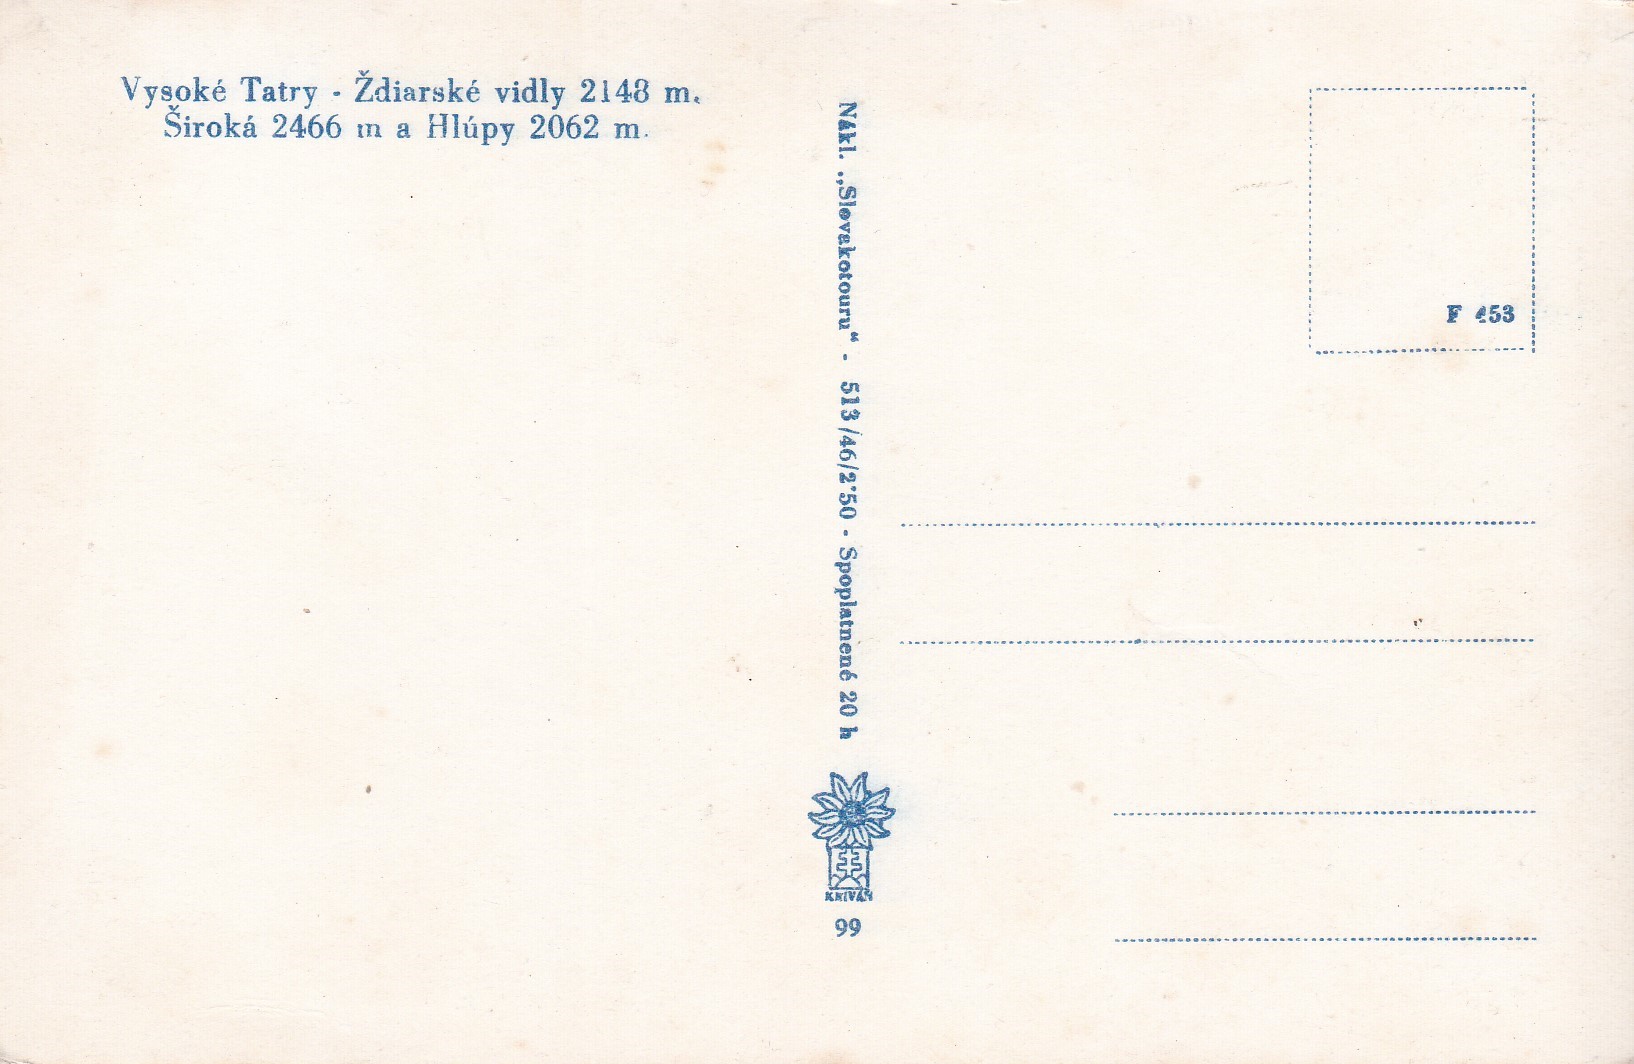 Vysoké Tatry - Ždiarské vidly 2148 m.
Široká 2466 m a Hlúpy 2062 m.
Nákl. „Slovakotouru“ - 513/46/2˙50 - Spoplatnené 20 h
F 453
KRIVÁŇ
99